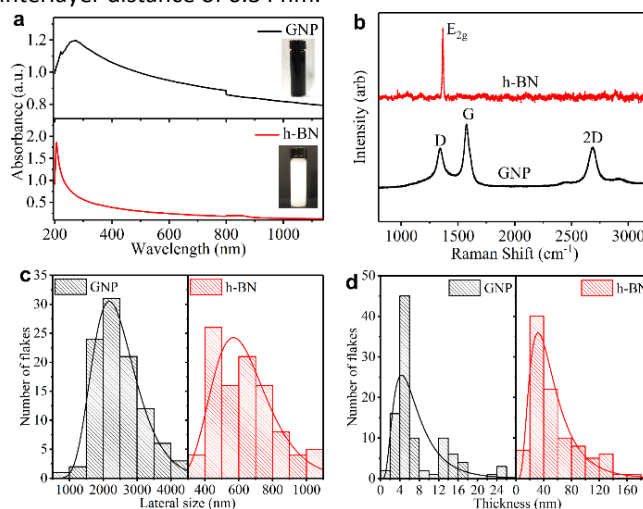 interlayer distance of 0.34 nm.
a
GNP
1.2
1.0
0.8
h-BN
2.0
1.5
1.0
0.5
200 400 600 800 1000
Absorbance (a.u.)
Wavelength (nm)
b
E2g
h-BN
D
G
2D
GNP
1000 1500 2000 2500 3000
Intensity (arb)
Raman Shift (cm-1)
c
GNP
h-BN
35
30
25
20
15
10
5
0
1000 2000 3000 4000 400 600 800 1000
Number of flakes
Lateral size (nm)
d
GNP
h-BN
50
40
30
20
10
0
0 4 8 12 16 20 24 0 40 80 120 160
Number of flakes
Thickness (nm)